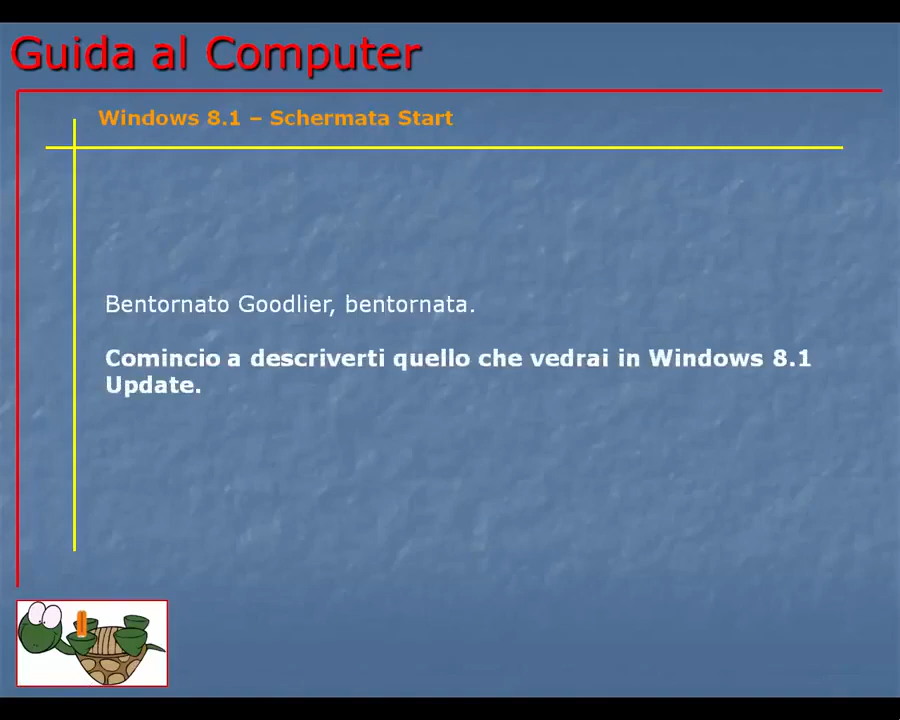 Guida al Computer
Windows 8.1 – Schermata Start
Bentornato Goodlier, bentornata.
Comincio a descriverti quello che vedrai in Windows 8.1
Update.